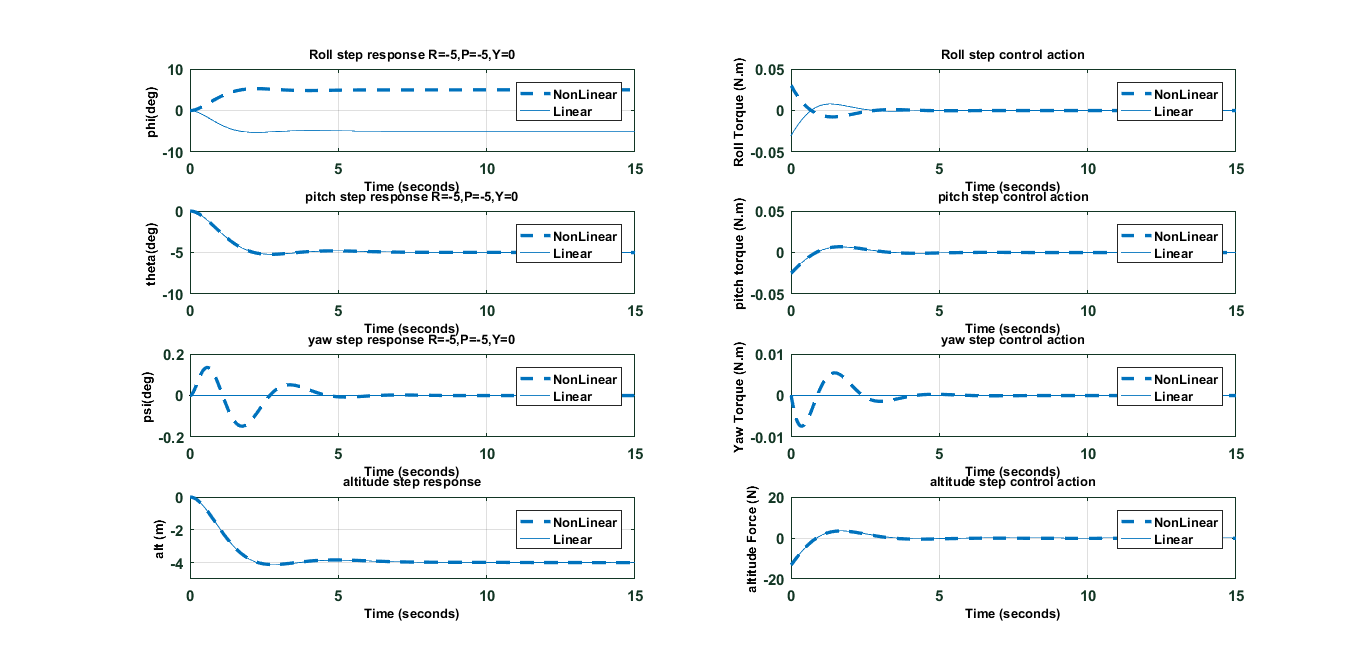 Roll step response R=-5,P=-5,Y=0
10
0
-10
phi(deg)
NonLinear
Linear
0 5 10 15
Time (seconds)
Roll step control action
0.05
0
-0.05
Roll Torque (N.m)
NonLinear
Linear
0 5 10 15
Time (seconds)
pitch step response R=-5,P=-5,Y=0
0
-5
-10
theta(deg)
NonLinear
Linear
0 5 10 15
Time (seconds)
pitch step control action
0.05
0
-0.05
pitch torque (N.m)
NonLinear
Linear
0 5 10 15
Time (seconds)
yaw step response R=-5,P=-5,Y=0
0.2
0
-0.2
psi(deg)
NonLinear
Linear
0 5 10 15
Time (seconds)
yaw step control action
0.01
0
-0.01
Yaw Torque (N.m)
NonLinear
Linear
0 5 10 15
Time (seconds)
altitude step response
0
-2
-4
alt (m)
NonLinear
Linear
0 5 10 15
Time (seconds)
altitude step control action
20
0
-20
altitude Force (N)
NonLinear
Linear
0 5 10 15
Time (seconds)